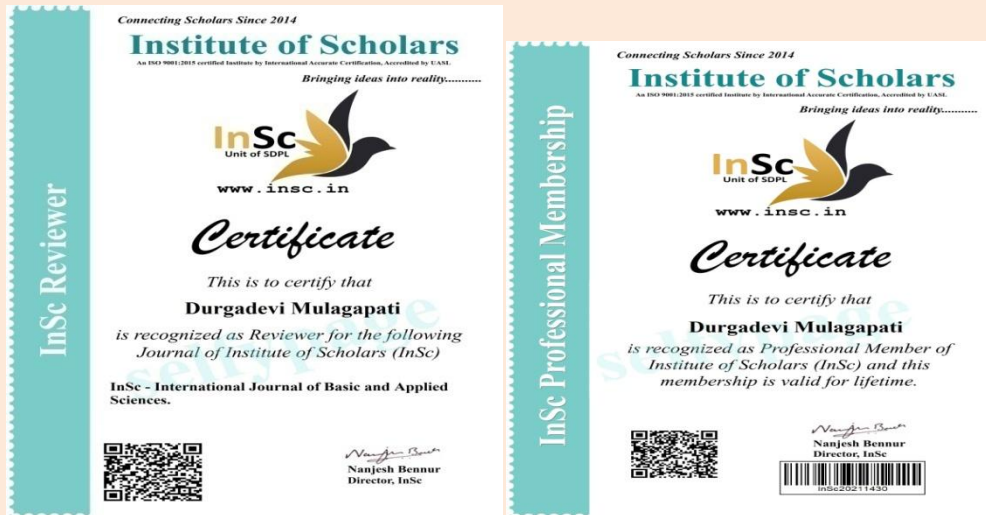 Connecting Scholars Since 2014
Institute of Scholars
An ISO 9001:2015 certified Institute by International Accurate Certification, Accredited by UASL
Bringing ideas into reality..........
InSc
Unit of SDPL
www.insc.in
Certificate
This is to certify that
Durgadevi Mulagapati
is recognized as Reviewer for the following
Journal of Institute of Scholars (InSc)
InSc - International Journal of Basic and Applied
Sciences.
Nanjesh Bennur
Director, InSc
InSc Reviewer
Connecting Scholars Since 2014
Institute of Scholars
An ISO 9001:2015 certified Institute by International Accurate Certification, Accredited by UASL
Bringing ideas into reality..........
InSc
Unit of SDPL
www.insc.in
Certificate
This is to certify that
Durgadevi Mulagapati
is recognized as Professional Member of
Institute of Scholars (InSc) and this
membership is valid for lifetime.
Nanjesh Bennur
Director, InSc
InSc20211430
InSc Professional Membership